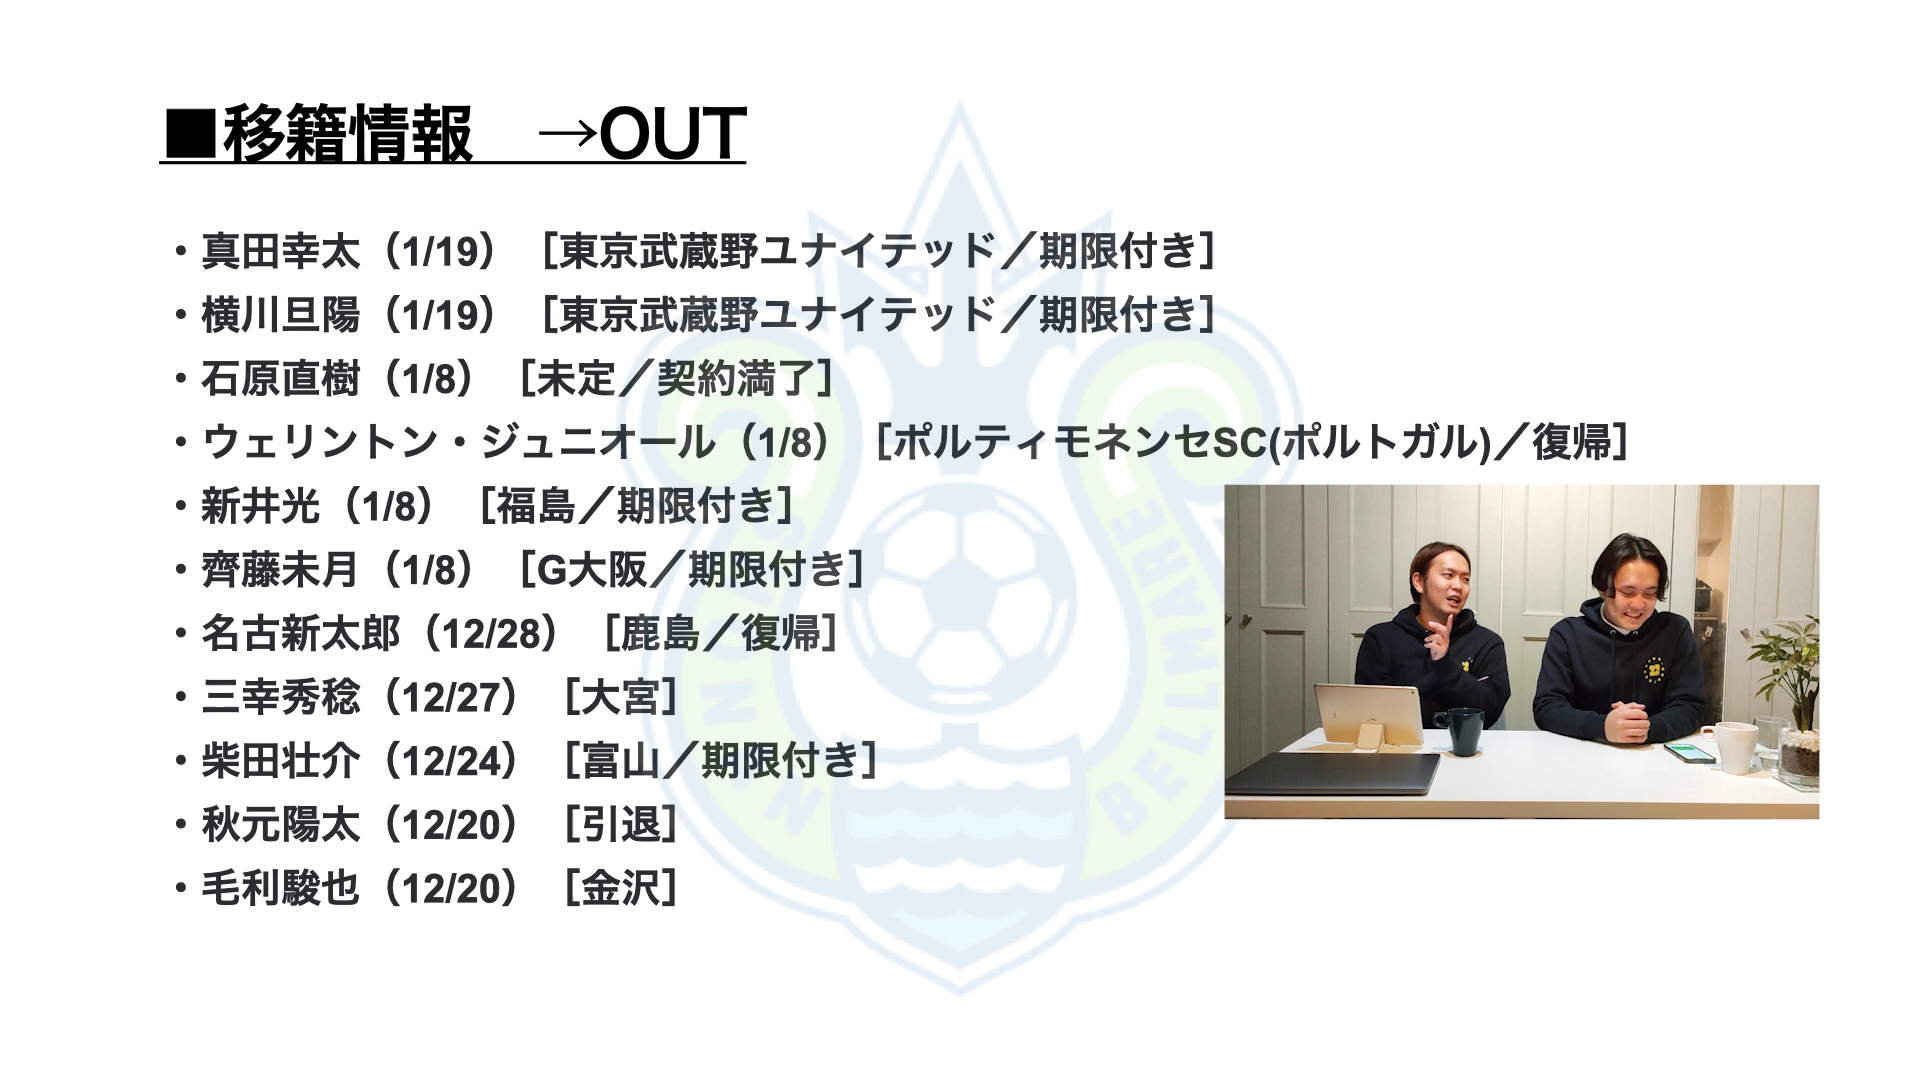 ■移籍情報　→OUT
・真田幸太（1/19）［東京武蔵野ユナイテッド／期限付き］
・横川旦陽（1/19）［東京武蔵野ユナイテッド／期限付き］
・石原直樹（1/8）［未定／契約満了］
・ウェリントン・ジュニオール（1/8）［ポルティモネンセSC(ポルトガル)／復帰］
・新井光（1/8）［福島／期限付き］
・齊藤未月（1/8）［G大阪／期限付き］
・名古新太郎（12/28）［鹿島／復帰］
・三幸秀稔（12/27）［大宮］
・柴田壮介（12/24）［富山／期限付き］
・秋元陽太（12/20）［引退］
・毛利駿也（12/20）［金沢］
BELLMARE